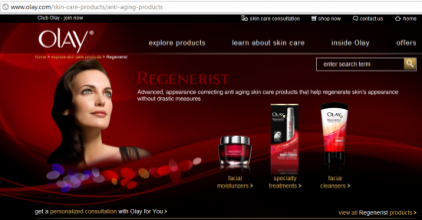 www.olay.com/skin-care-products/anti-aging-products
Club Olay - join now
skin care consultation
shop now
contact us
home
OLAY®
explore products
learn about skin care
inside Olay
offers
home > explore skin care products > Regenerist
enter search term
REGENERIST
Advanced, appearance correcting anti aging skin care products that help regenerate skin's appearance
without drastic measures
OLAY
OLAY
facial
moisturizers >
specialty
treatments >
facial
cleansers >
get a personalized consultation with Olay for You >
view all Regenerist products >